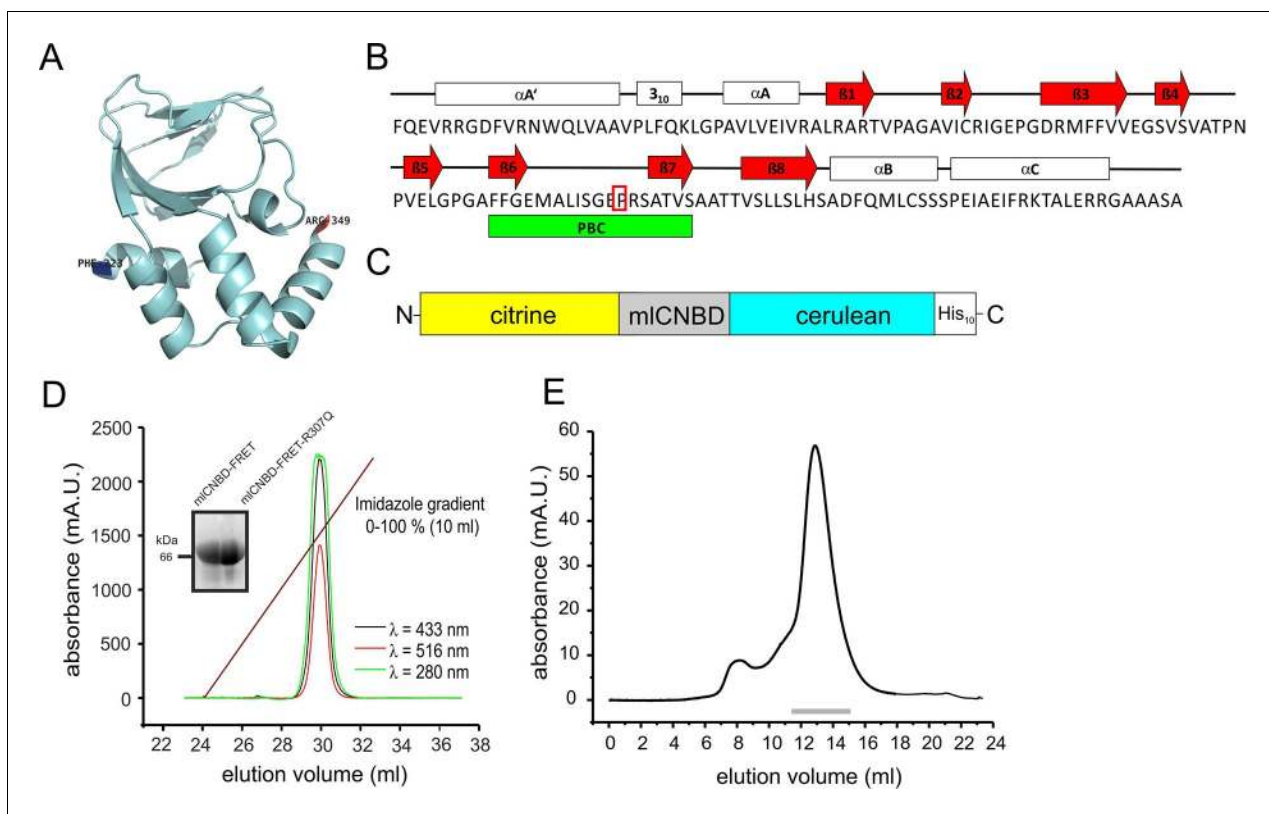 A
PHE-223
ARG-349
B
αA‘ 3₁₀ αA ß1 ß2 ß3 ß4
FQEVRRGDFVRNWQLVAAVPLFQKLGPAVLVEIVRALRARTVPAGAVICRIGEPGDRMFFVVEGSVSVATPN
ß5 ß6 ß7 ß8 αB αC
PVELGPGAFFGEMALISGEPRSATVSAATTVSLLSLHSADFQMLCSSSPEIAEIFRKTALERRGAAASA
PBC
C
N citrine mlCNBD cerulean His₁₀ C
D
2500
2000
1500
1000
500
0
absorbance (mA.U.)
mlCNBD-FRET
mlCNBD-FRET-R307Q
kDa
66
Imidazole gradient
0-100 % (10 ml)
λ = 433 nm
λ = 516 nm
λ = 280 nm
22 24 26 28 30 32 34 36 38
elution volume (ml)
E
60
50
40
30
20
10
0
absorbance (mA.U.)
0 2 4 6 8 10 12 14 16 18 20 22 24
elution volume (ml)